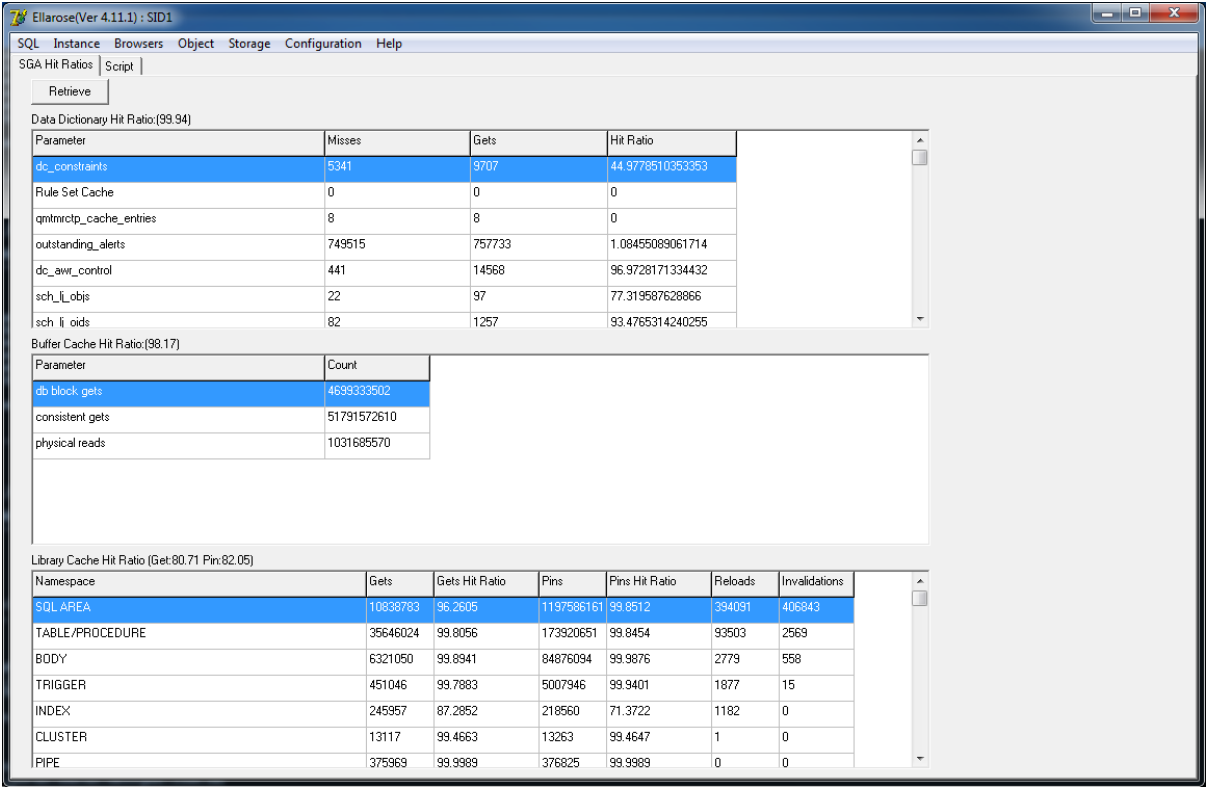 Ellarose(Ver 4.11.1) : SID1
SQL Instance Browsers Object Storage Configuration Help
SGA Hit Ratios Script
Retrieve
Data Dictionary Hit Ratio:(99.94)
Parameter Misses Gets Hit Ratio
dc_constraints 5341 9707 44.9778510353353
Rule Set Cache 0 0 0
qmtmrctp_cache_entries 8 8 0
outstanding_alerts 749515 757733 1.08455089061714
dc_awr_control 441 14568 96.9728171334432
sch_lj_objs 22 97 77.319587628866
sch_lj_oids 82 1257 93.4765314240255
Buffer Cache Hit Ratio:(98.17)
Parameter Count
db block gets 4699333502
consistent gets 51791572610
physical reads 1031685570
Library Cache Hit Ratio (Get:80.71 Pin:82.05)
Namespace Gets Gets Hit Ratio Pins Pins Hit Ratio Reloads Invalidations
SQL AREA 10838783 96.2605 1197586161 99.8512 394091 406843
TABLE/PROCEDURE 35646024 99.8056 173920651 99.8454 93503 2569
BODY 6321050 99.8941 84876094 99.9876 2779 558
TRIGGER 451046 99.7883 5007946 99.9401 1877 15
INDEX 245957 87.2852 218560 71.3722 1182 0
CLUSTER 13117 99.4663 13263 99.4647 1 0
PIPE 375969 99.9989 376825 99.9989 0 0